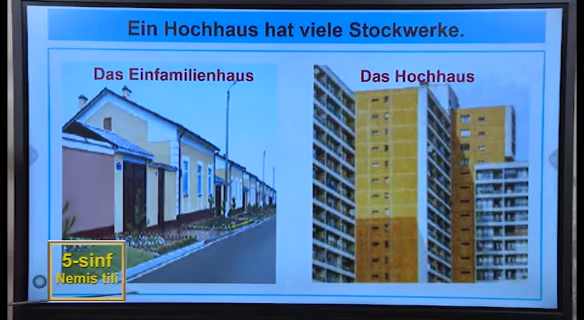 Ein Hochhaus hat viele Stockwerke.
Das Einfamilienhaus
Das Hochhaus
5-sinf
Nemis tili